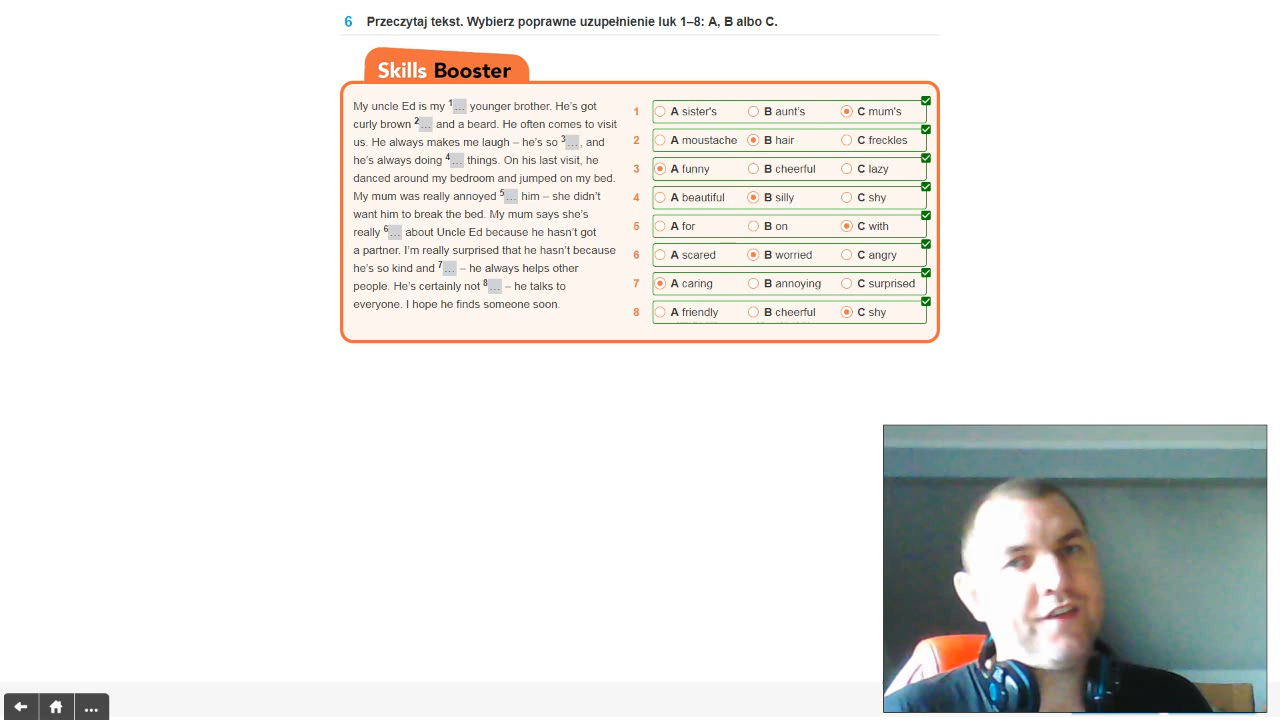 6 Przeczytaj tekst. Wybierz poprawne uzupełnienie luk 1–8: A, B albo C.
Skills Booster
My uncle Ed is my 1... younger brother. He's got
curly brown 2... and a beard. He often comes to visit
us. He always makes me laugh – he's so 3..., and
he's always doing 4... things. On his last visit, he
danced around my bedroom and jumped on my bed.
My mum was really annoyed 5... him – she didn't
want him to break the bed. My mum says she's
really 6... about Uncle Ed because he hasn't got
a partner. I'm really surprised that he hasn't because
he's so kind and 7... – he always helps other
people. He's certainly not 8... – he talks to
everyone. I hope he finds someone soon.
1 A sister's B aunt's C mum's
2 A moustache B hair C freckles
3 A funny B cheerful C lazy
4 A beautiful B silly C shy
5 A for B on C with
6 A scared B worried C angry
7 A caring B annoying C surprised
8 A friendly B cheerful C shy
...